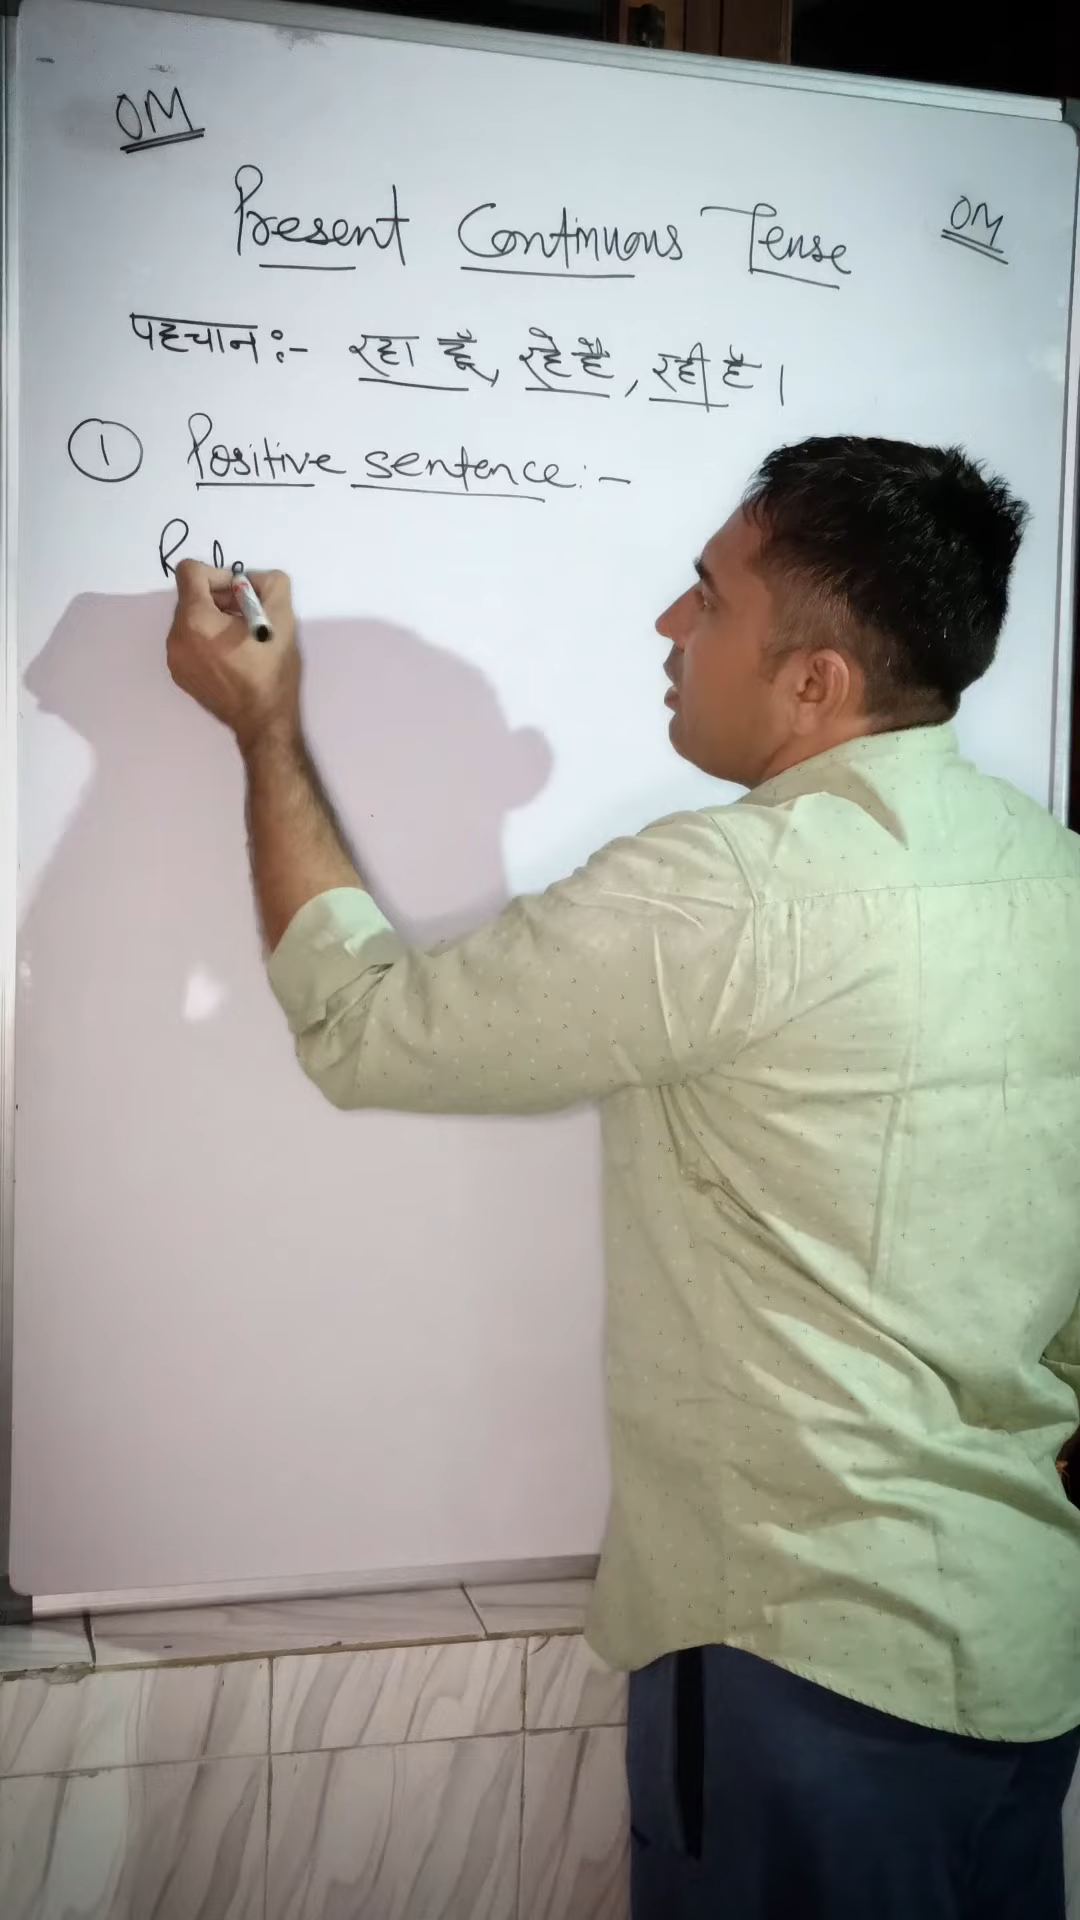 OM
Present Continuous Tense
OM
पहचान :- रहा हूँ, रहे हैं, रही है।
① Positive sentence :-
Rule